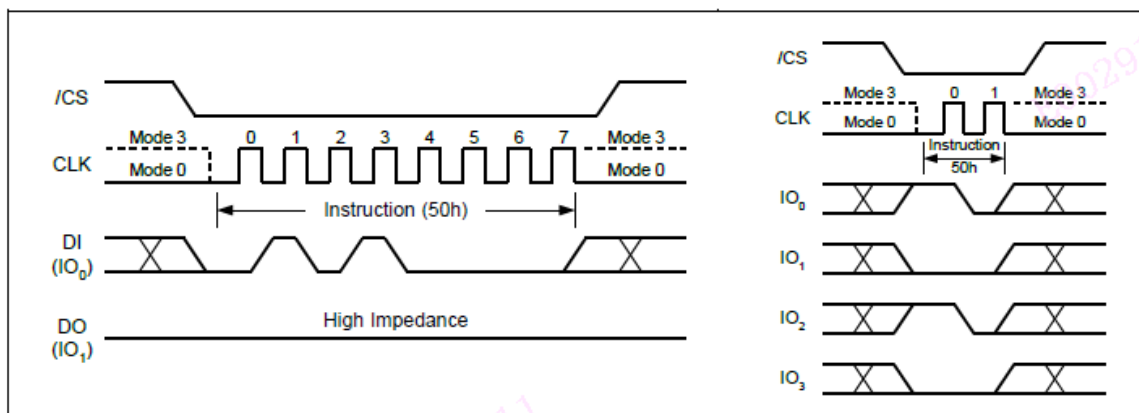 /CS
Mode 3 0 1 2 3 4 5 6 7 Mode 3
CLK Mode 0 Mode 0
Instruction (50h)
DI
(IO0)
High Impedance
DO
(IO1)
/CS
Mode 3 0 1 Mode 3
CLK Mode 0 Mode 0
Instruction
50h
IO0
IO1
IO2
IO3